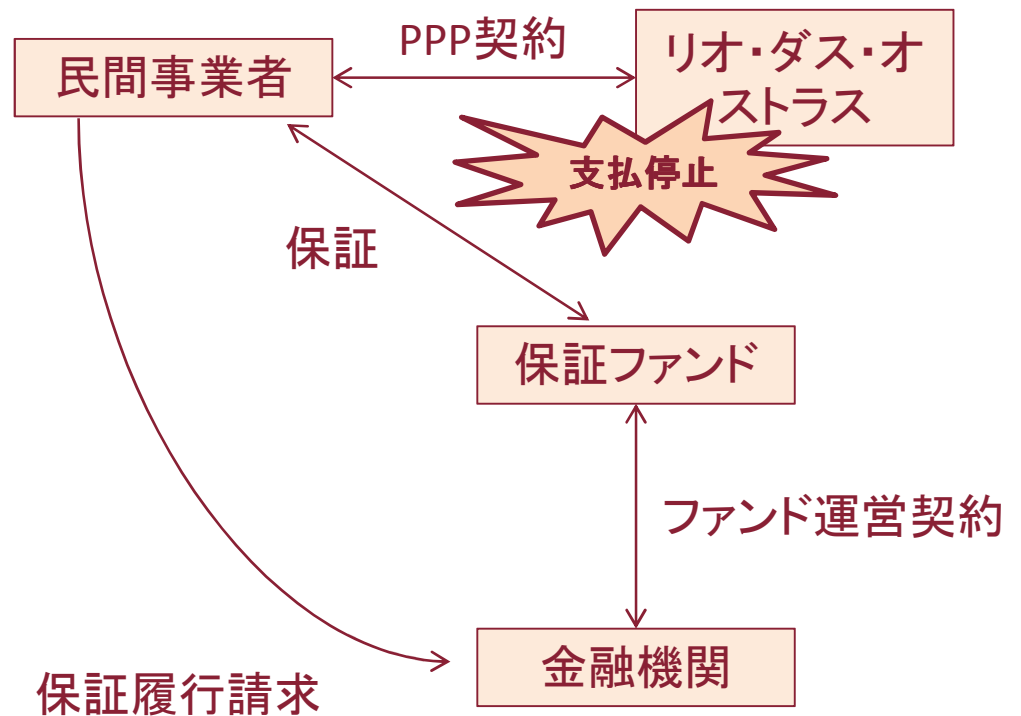 PPP契約
民間事業者
リオ・ダス・オ
ストラス
支払停止
保証
保証ファンド
ファンド運営契約
金融機関
保証履行請求